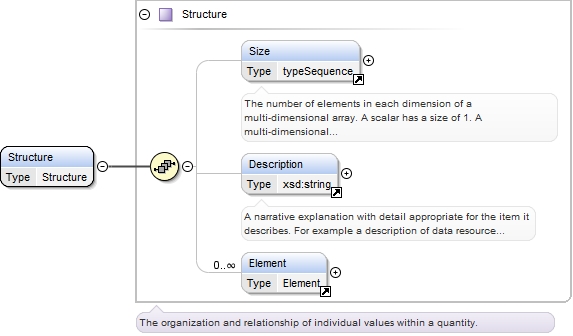 Structure
Size
Type typeSequence
The number of elements in each dimension of a
multi-dimensional array. A scalar has a size of 1. A
multi-dimensional...
Structure
Type Structure
Description
Type xsd:string
A narrative explanation with detail appropriate for the item it
describes. For example a description of data resource...
0..∞
Element
Type Element
The organization and relationship of individual values within a quantity.